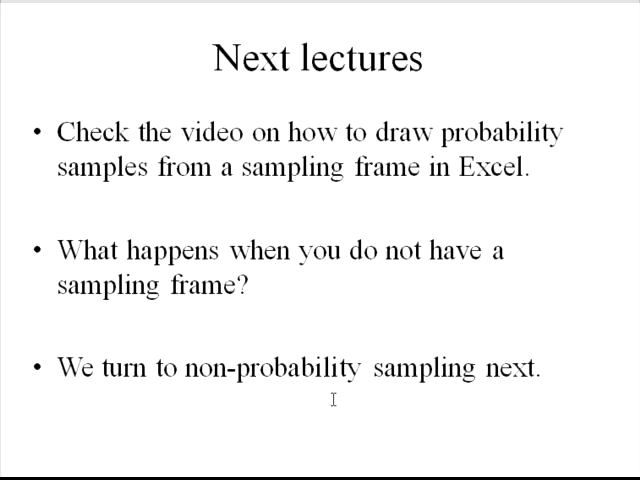 Next lectures
• Check the video on how to draw probability
samples from a sampling frame in Excel.
• What happens when you do not have a
sampling frame?
• We turn to non-probability sampling next.